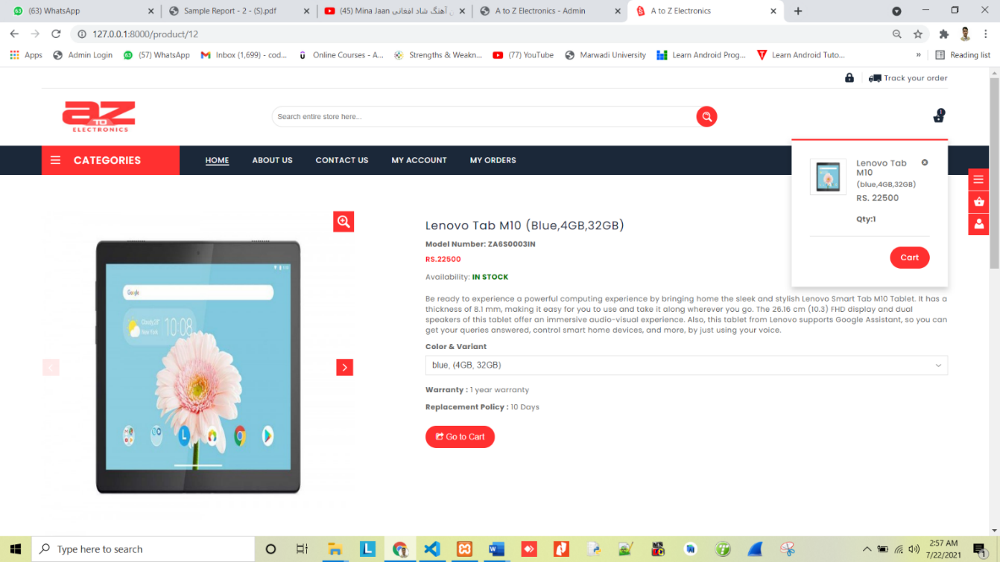 (63) WhatsApp
Sample Report - 2 - (S).pdf
(45) Mina Jaan آهنگ شاد افغانی
A to Z Electronics - Admin
A to Z Electronics
127.0.0.1:8000/product/12
Apps
Admin Login
(57) WhatsApp
Inbox (1,699) - cod...
Online Courses - A...
Strengths & Weakn...
(77) YouTube
Marwadi University
Learn Android Prog...
Learn Android Tuto...
»
Reading list
Track your order
a TO Z
ELECTRONICS
Search entire store here...
1
CATEGORIES
HOME
ABOUT US
CONTACT US
MY ACCOUNT
MY ORDERS
Lenovo Tab
M10
(blue,4GB,32GB)
RS. 22500
Qty:1
Cart
Lenovo Tab M10 (Blue,4GB,32GB)
Model Number: ZA6S0003IN
RS.22500
Availability: IN STOCK
Be ready to experience a powerful computing experience by bringing home the sleek and stylish Lenovo Smart Tab M10 Tablet. It has a
thickness of 8.1 mm, making it easy for you to use and take it along wherever you go. The 26.16 cm (10.3) FHD display and dual
speakers of this tablet offer an immersive audio-visual experience. Also, this tablet from Lenovo supports Google Assistant, so you can
get your queries answered, control smart home devices, and more, by just using your voice.
Color & Variant
blue, (4GB, 32GB)
Warranty : 1 year warranty
Replacement Policy : 10 Days
Go to Cart
Google
10:08
Type here to search
2:57 AM
7/22/2021